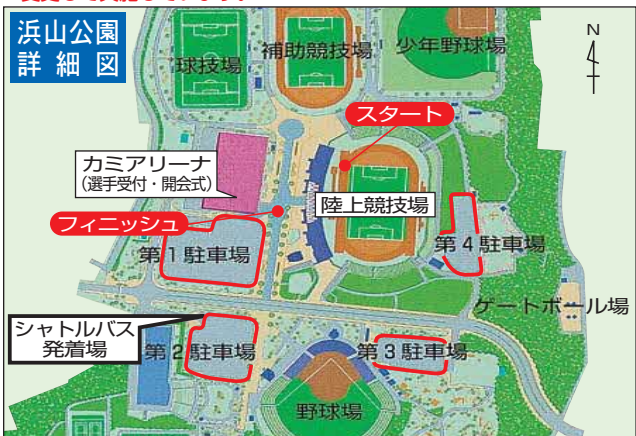 浜山公園
詳細図
球技場
補助競技場
少年野球場
N
スタート
カミアリーナ
(選手受付・開会式)
陸上競技場
フィニッシュ
第1駐車場
第4駐車場
ゲートボール場
シャトルバス
発着場
第2駐車場
第3駐車場
野球場